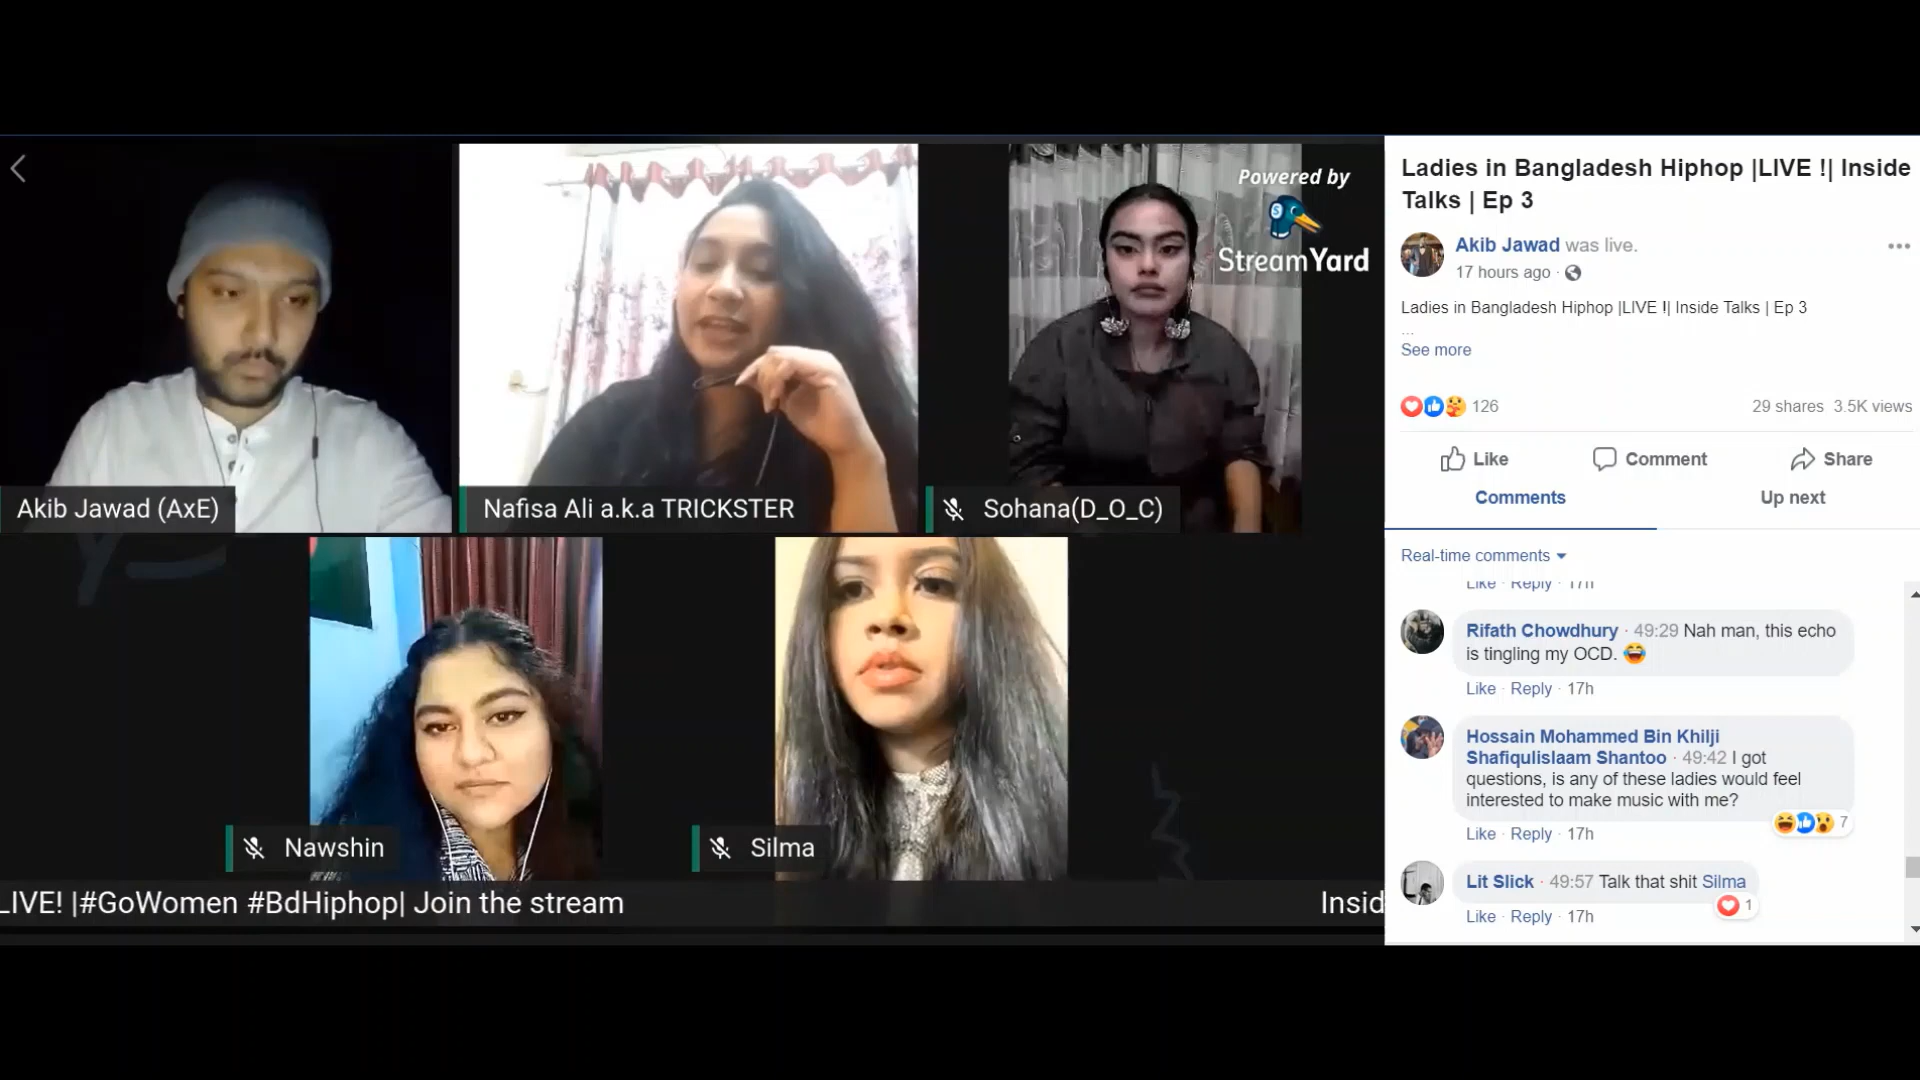 Powered by
StreamYard
Akib Jawad (AxE)
Nafisa Ali a.k.a TRICKSTER
Sohana(D_O_C)
Nawshin
Silma
LIVE! |#GoWomen #BdHiphop| Join the stream
Insid
Ladies in Bangladesh Hiphop |LIVE !| Inside
Talks | Ep 3
Akib Jawad was live.
17 hours ago ·
Ladies in Bangladesh Hiphop |LIVE !| Inside Talks | Ep 3
...
See more
126
29 shares 3.5K views
Like
Comment
Share
Comments
Up next
Real-time comments
Like · Reply · 17h
Rifath Chowdhury · 49:29 Nah man, this echo
is tingling my OCD. 😂
Like · Reply · 17h
Hossain Mohammed Bin Khilji
Shafiqulislaam Shantoo · 49:42 I got
questions, is any of these ladies would feel
interested to make music with me?
7
Like · Reply · 17h
Lit Slick · 49:57 Talk that shit Silma
1
Like · Reply · 17h